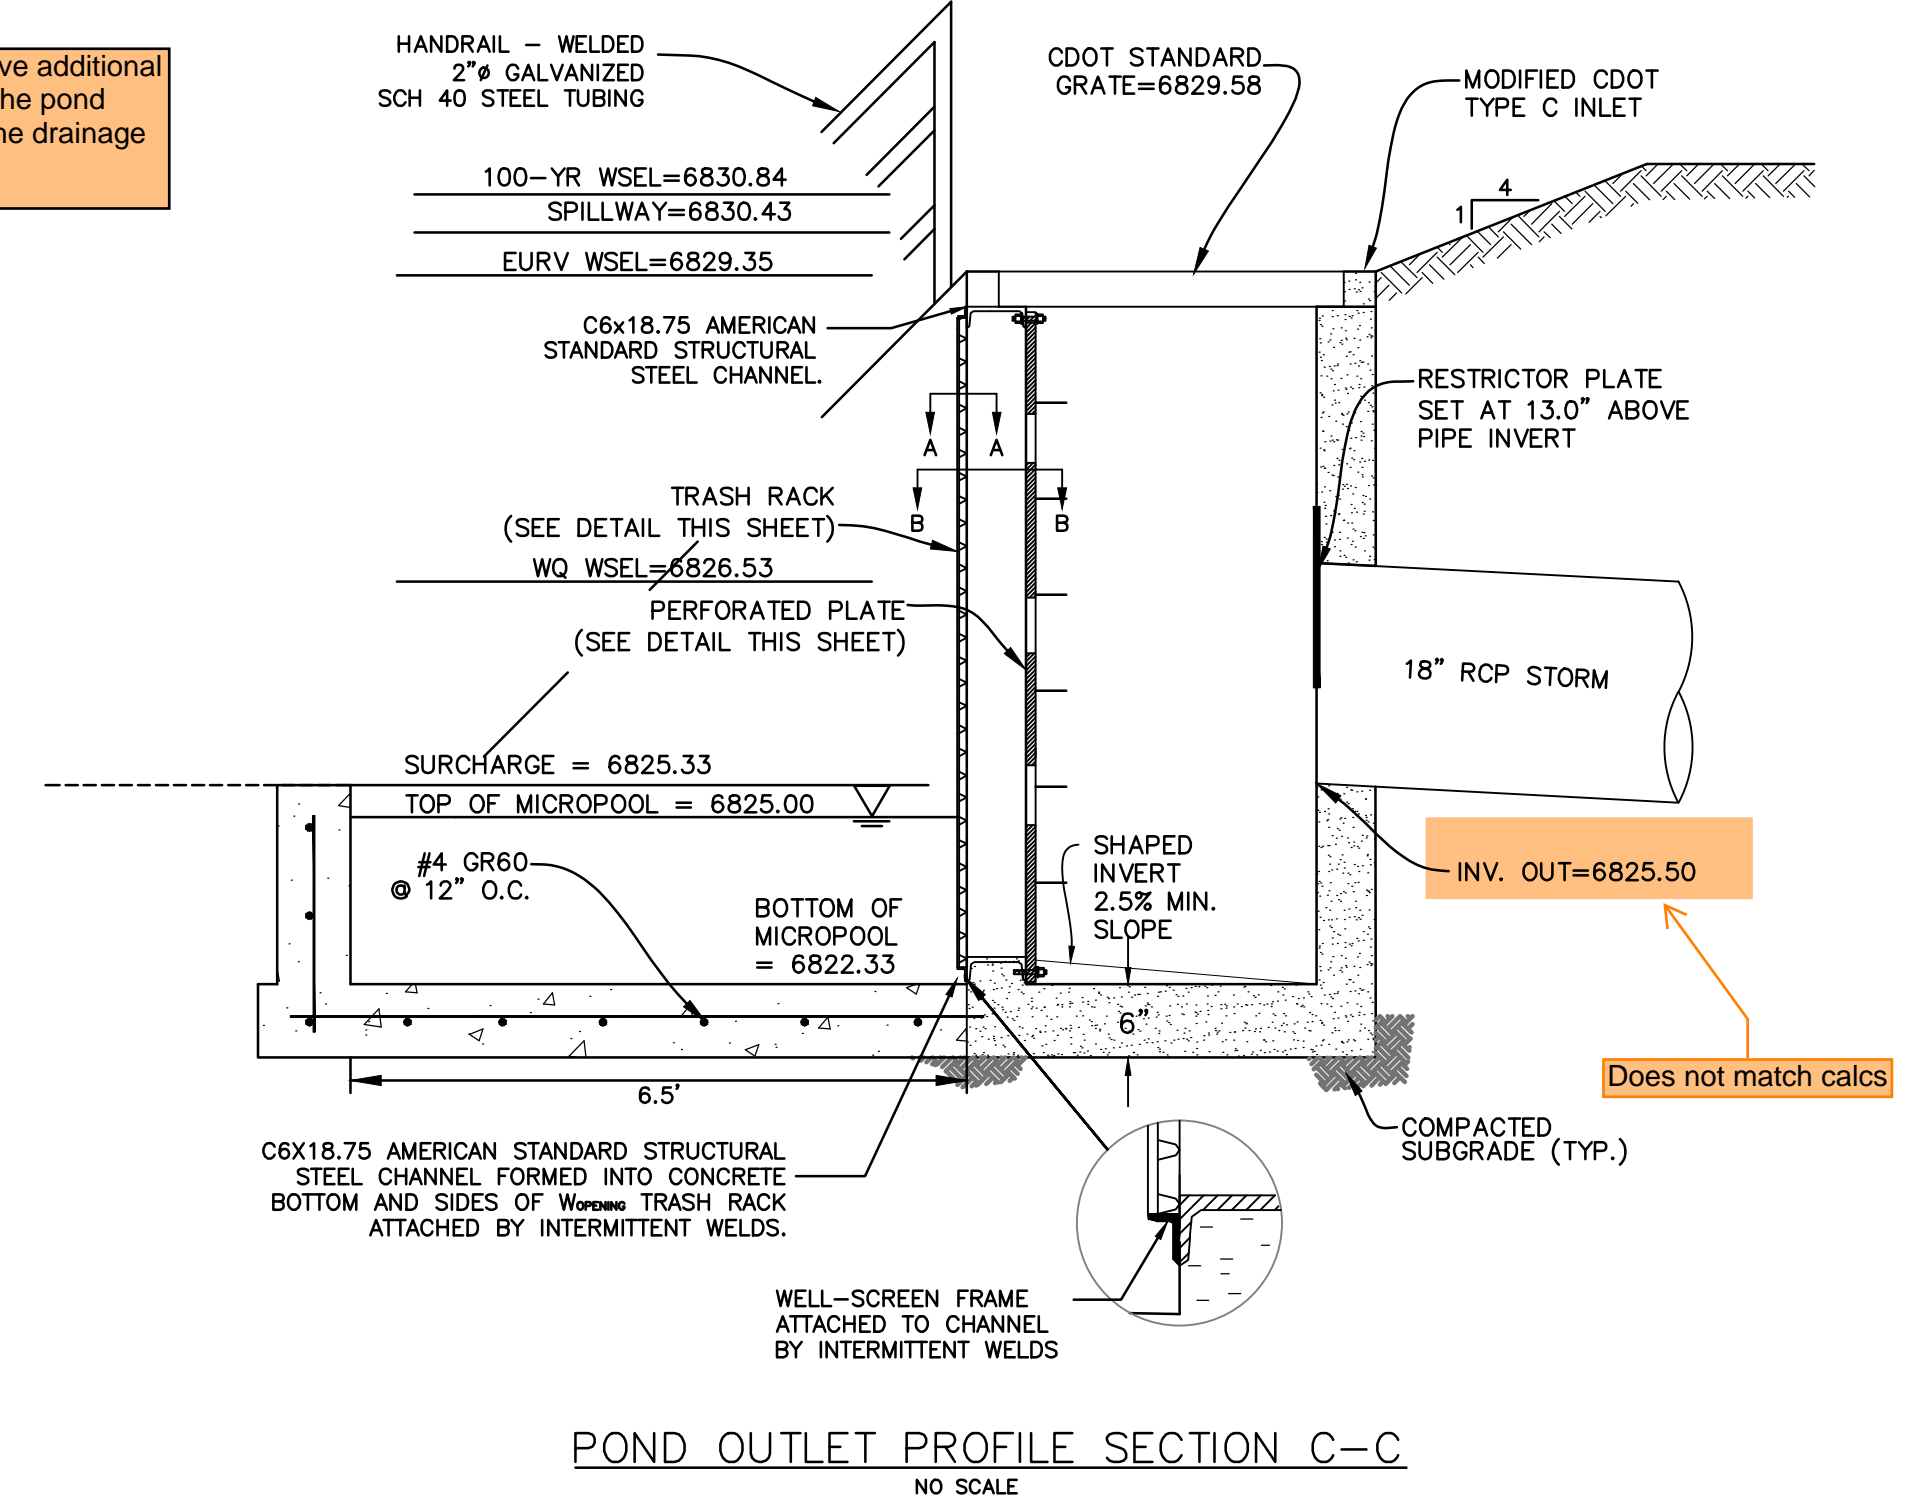 ve additional
he pond
ne drainage
HANDRAIL - WELDED
2"ø GALVANIZED
SCH 40 STEEL TUBING
CDOT STANDARD
GRATE=6829.58
MODIFIED CDOT
TYPE C INLET
100-YR WSEL=6830.84
SPILLWAY=6830.43
EURV WSEL=6829.35
4
1
C6x18.75 AMERICAN
STANDARD STRUCTURAL
STEEL CHANNEL.
RESTRICTOR PLATE
SET AT 13.0" ABOVE
PIPE INVERT
A A
B B
TRASH RACK
(SEE DETAIL THIS SHEET)
WQ WSEL=6826.53
PERFORATED PLATE
(SEE DETAIL THIS SHEET)
18" RCP STORM
SURCHARGE = 6825.33
TOP OF MICROPOOL = 6825.00
#4 GR60
@ 12" O.C.
BOTTOM OF
MICROPOOL
= 6822.33
SHAPED
INVERT
2.5% MIN.
SLOPE
INV. OUT=6825.50
6"
6.5'
Does not match calcs
COMPACTED
SUBGRADE (TYP.)
C6X18.75 AMERICAN STANDARD STRUCTURAL
STEEL CHANNEL FORMED INTO CONCRETE
BOTTOM AND SIDES OF WOPENING TRASH RACK
ATTACHED BY INTERMITTENT WELDS.
WELL-SCREEN FRAME
ATTACHED TO CHANNEL
BY INTERMITTENT WELDS
POND OUTLET PROFILE SECTION C-C
NO SCALE